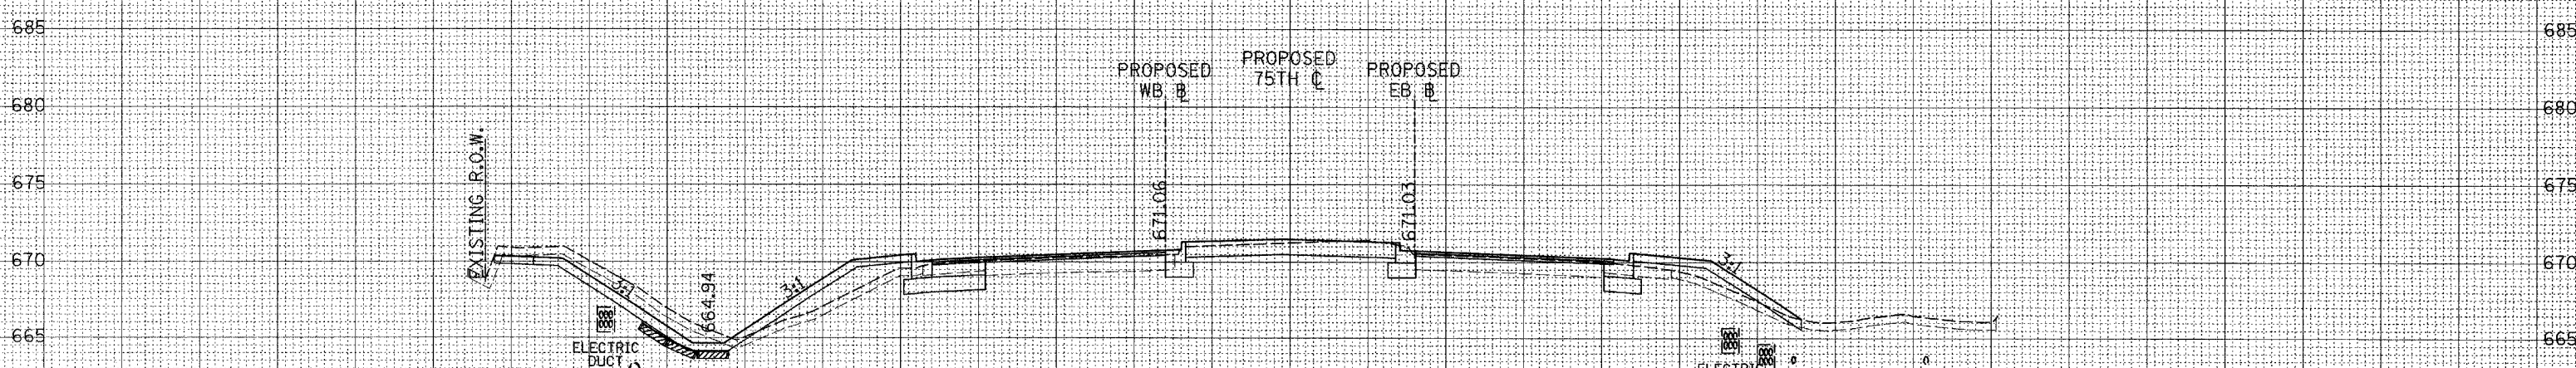 685
685
PROPOSED
75TH ℄
PROPOSED
WB. B
PROPOSED
EB B
680
680
EXISTING R.O.W.
675
675
671.06
671.03
670
670
664.94
3:1
3:1
3:1
665
665
ELECTRIC
DUCT
ELECTRIC